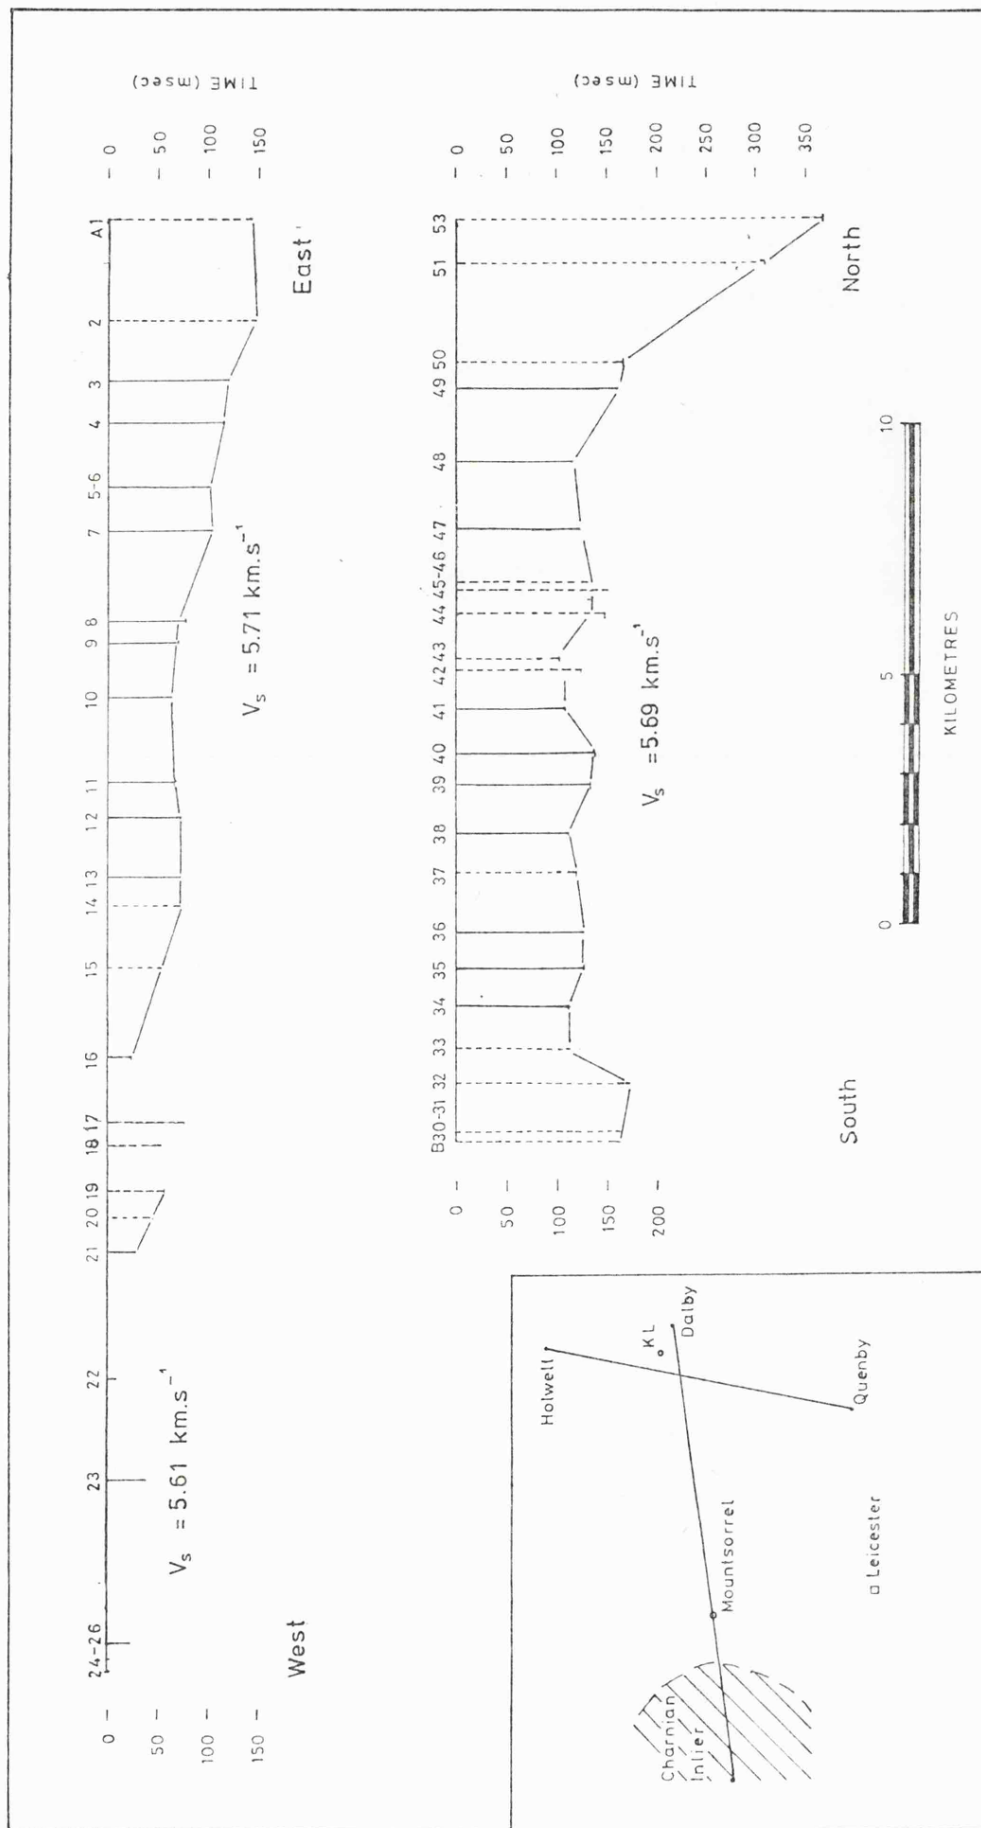 24-26 23 22 21 20 19 18 17 16 15 14 13 12 11 10 9 8 7 5-6 4 3 2 A1
0
50
100
150
0
50
100
150
TIME (msec)
Vs = 5.61 km.s⁻¹
Vs = 5.71 km.s⁻¹
West
East
B30-31 32 33 34 35 36 37 38 39 40 41 42 43 44 45-46 47 48 49 50 51 53
0
50
100
150
200
0
50
100
150
200
250
300
350
TIME (msec)
Vs = 5.69 km.s⁻¹
South
North
0 5 10
KILOMETRES
Holwell
KL
Dalby
Charnian
Inlier
Mountsorrel
Quenby
Leicester